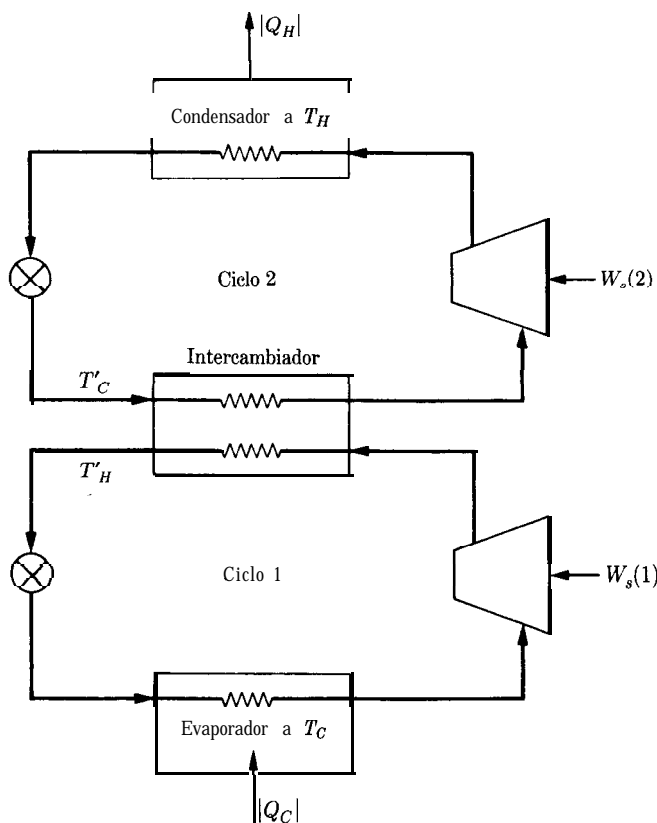 |Q_H|
Condensador a T_H
Ciclo 2
W_s(2)
Intercambiador
T'_C
T'_H
Ciclo 1
W_s(1)
Evaporador a T_C
|Q_C|